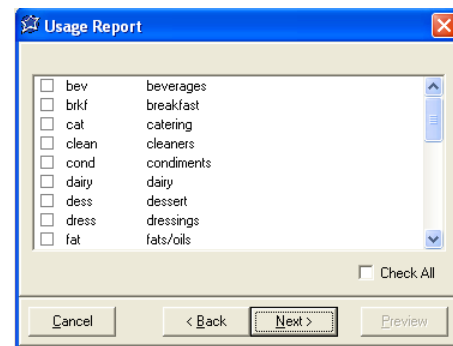 Usage Report
bev beverages
brkf breakfast
cat catering
clean cleaners
cond condiments
dairy dairy
dess dessert
dress dressings
fat fats/oils
Check All
Cancel < Back Next > Preview